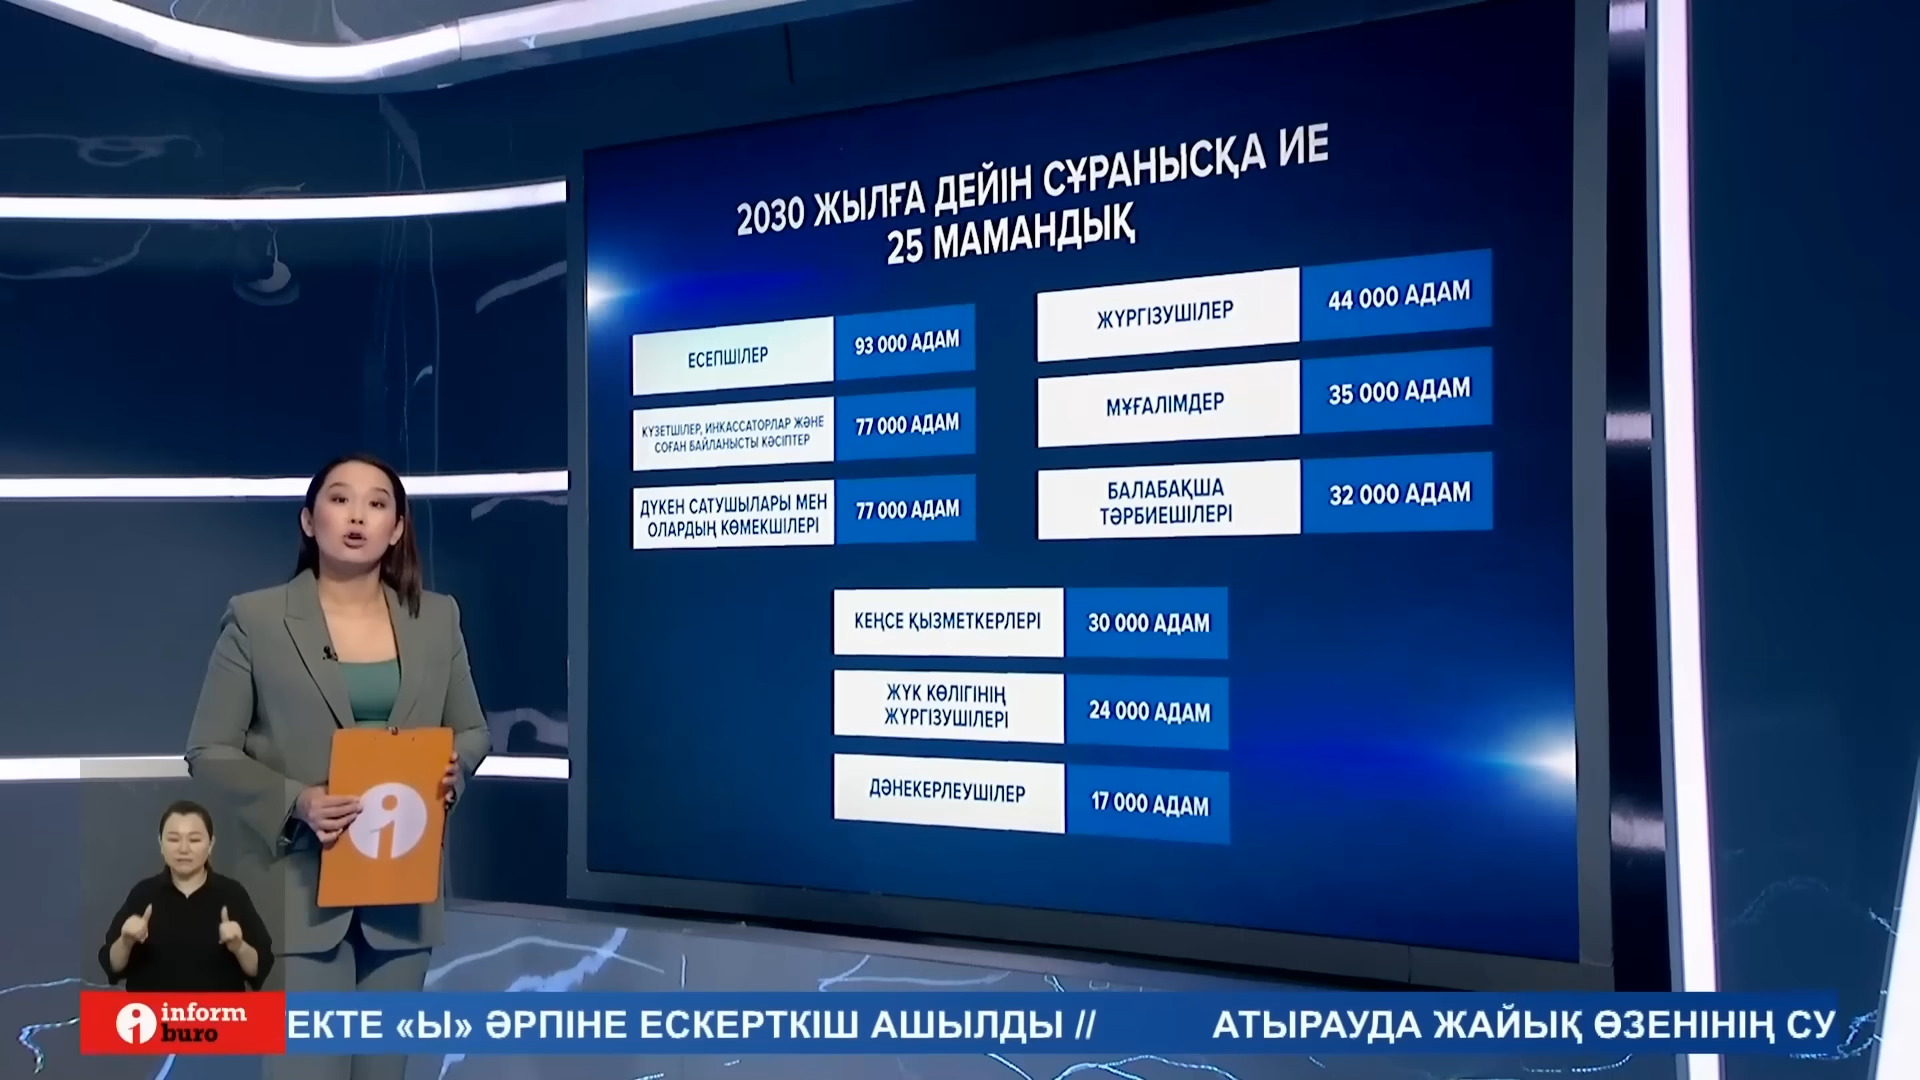 2030 ЖЫЛҒА ДЕЙІН СҰРАНЫСҚА ИЕ
25 МАМАНДЫҚ
ЕСЕПШІЛЕР
93 000 АДАМ
КҮЗЕТШІЛЕР, ИНКАССАТОРЛАР ЖӘНЕ
СОҒАН БАЙЛАНЫСТЫ КӘСІПТЕР
77 000 АДАМ
ДҮКЕН САТУШЫЛАРЫ МЕН
ОЛАРДЫҢ КӨМЕКШІЛЕРІ
77 000 АДАМ
ЖҮРГІЗУШІЛЕР
44 000 АДАМ
МҰҒАЛІМДЕР
35 000 АДАМ
БАЛАБАҚША
ТӘРБИЕШІЛЕРІ
32 000 АДАМ
КЕҢСЕ ҚЫЗМЕТКЕРЛЕРІ
30 000 АДАМ
ЖҮК КӨЛІГІНІҢ
ЖҮРГІЗУШІЛЕРІ
24 000 АДАМ
ДӘНЕКЕРЛЕУШІЛЕР
17 000 АДАМ
inform
buro
ЕКТЕ «Ы» ӘРПІНЕ ЕСКЕРТКІШ АШЫЛДЫ // АТЫРАУДА ЖАЙЫҚ ӨЗЕНІНІҢ СУ